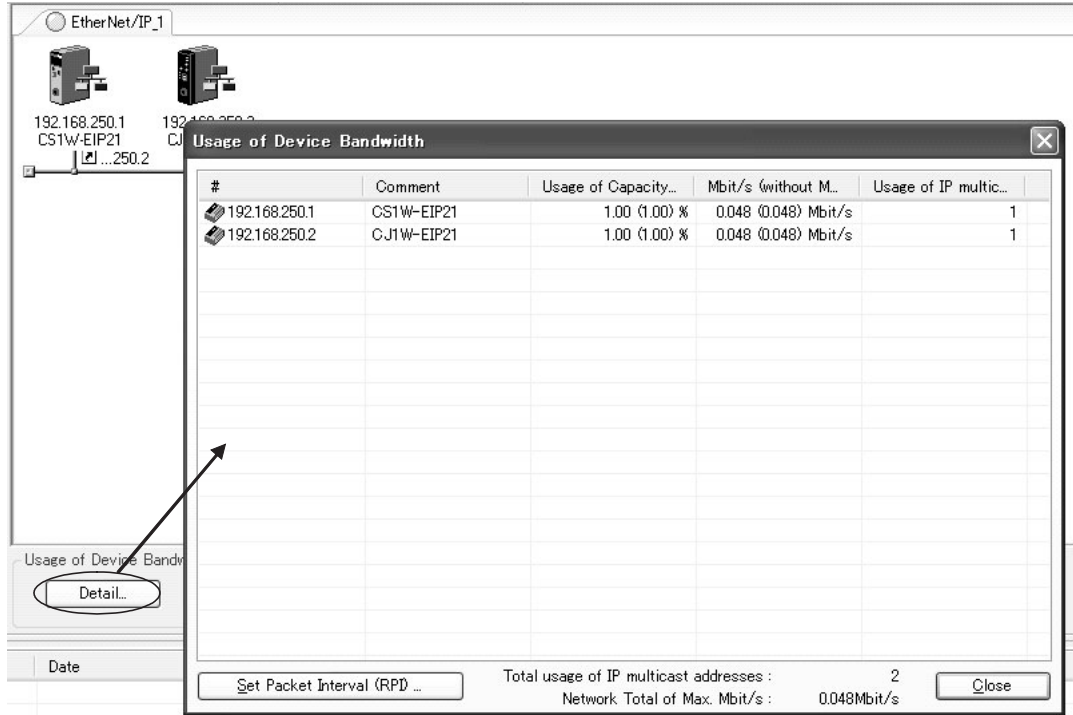 EtherNet/IP_1
192.168.250.1
CS1W-EIP21
...250.2
Usage of Device Bandwidth
# Comment Usage of Capacity... Mbit/s (without M... Usage of IP multic...
192.168.250.1 CS1W-EIP21 1.00 (1.00) % 0.048 (0.048) Mbit/s 1
192.168.250.2 CJ1W-EIP21 1.00 (1.00) % 0.048 (0.048) Mbit/s 1
Usage of Device
Detail...
Date
Set Packet Interval (RPI) ...
Total usage of IP multicast addresses : 2
Network Total of Max. Mbit/s : 0.048Mbit/s
Close